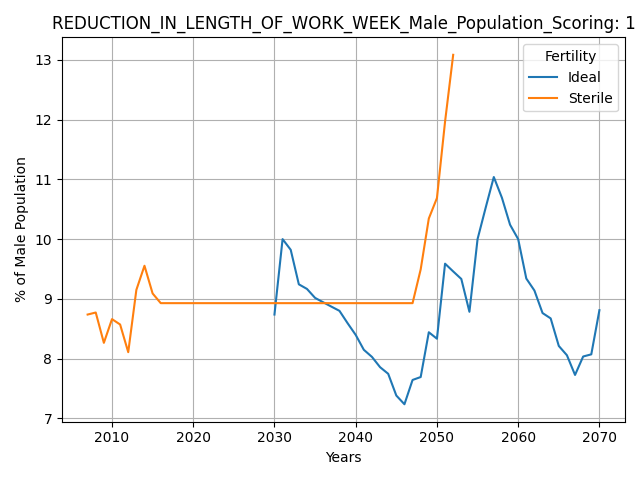 REDUCTION_IN_LENGTH_OF_WORK_WEEK_Male_Population_Scoring: 1
Fertility
Ideal
Sterile
% of Male Population
13
12
11
10
9
8
7
2010 2020 2030 2040 2050 2060 2070
Years